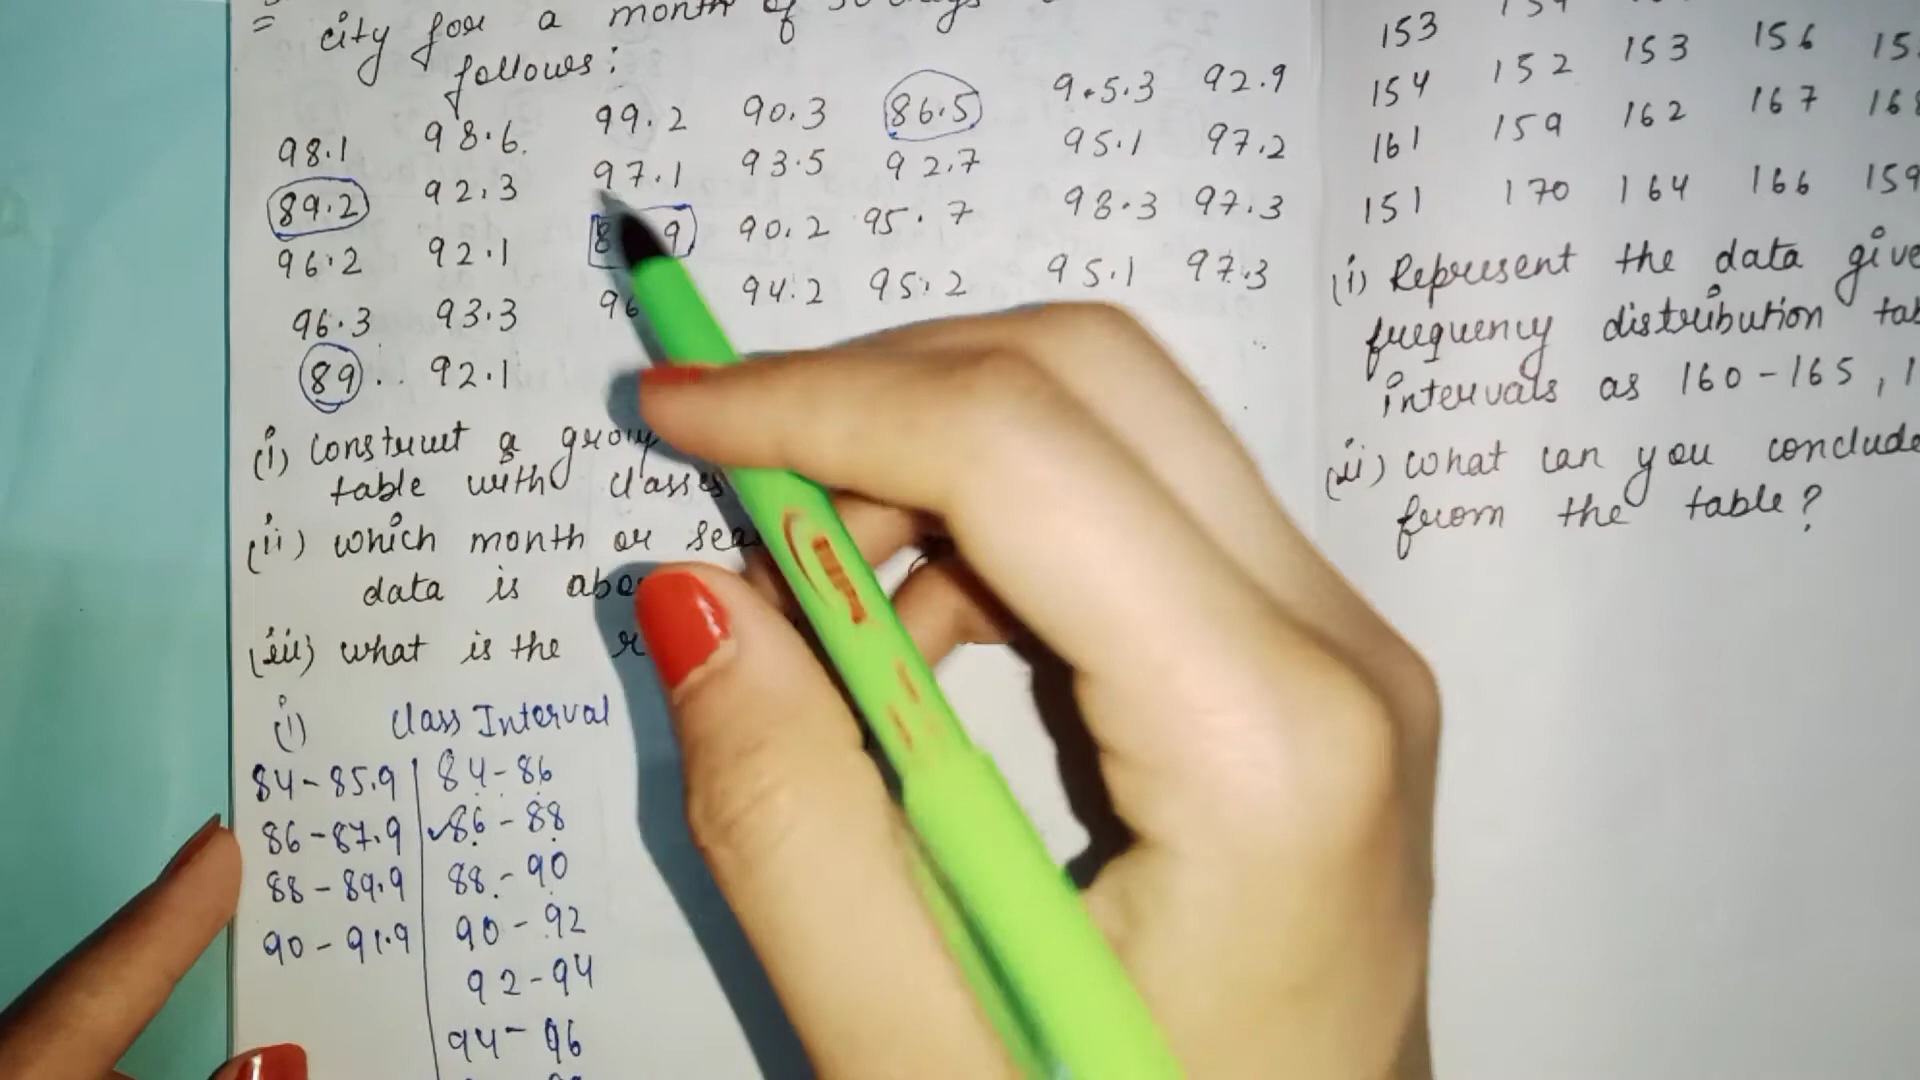 = city for a month of 30 days
follows:
98.1 98.6. 99.2 90.3 86.5 9.5.3 92.9
89.2 92.3 97.1 93.5 92.7 95.1 97.2
96.2 92.1 90.2 95.7 98.3 97.3
96.3 93.3 96 94.2 95.2 95.1 97.3
89.. 92.1
(i) construct a
table with classes
(ii) which month or
data is
(iii) what is the
(i) Class Interval
84-85.9 84-86
86-87.9 86-88
88-89.9 88-90
90-91.9 90-92
92-94
94-96
153
154 152 153 156
161 159 162 167
151 170 164 166 159
(i) Represent the data
frequency distribution
intervals as 160-165,
(ii) What can you conclude
from the table?